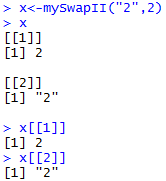 > x<-mySwapII("2",2)
> x
[[1]]
[1] 2
[[2]]
[1] "2"
> x[[1]]
[1] 2
> x[[2]]
[1] "2"